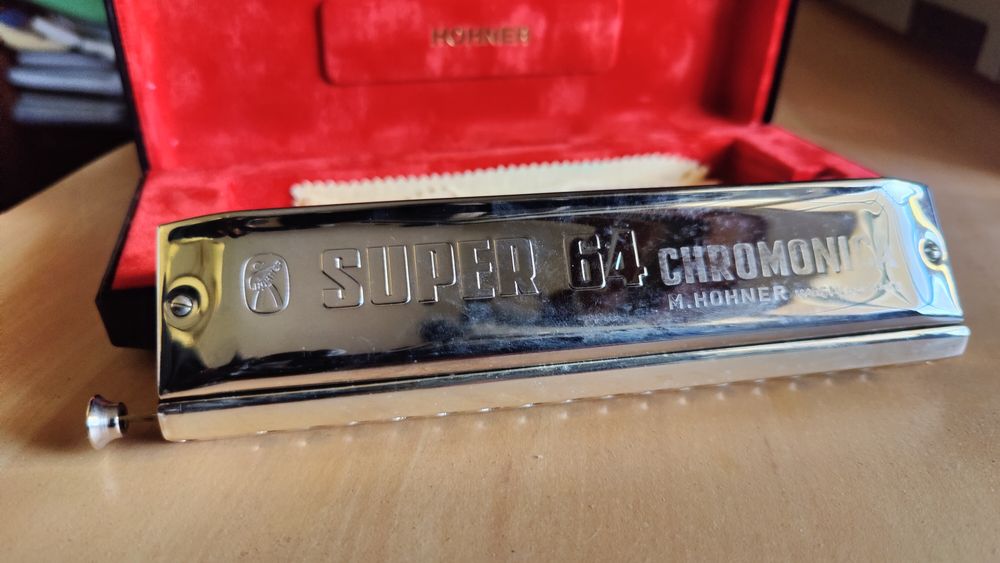 HOHNER
SUPER 64 CHROMONICA
M. HOHNER